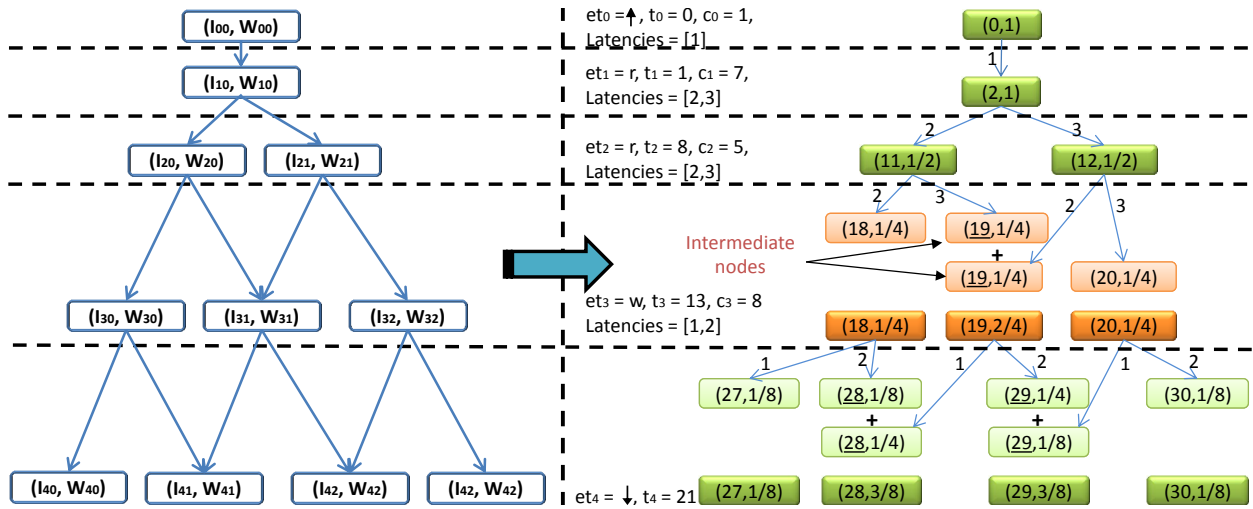 (I00, W00)
(I10, W10)
(I20, W20) (I21, W21)
(I30, W30) (I31, W31) (I32, W32)
(I40, W40) (I41, W41) (I42, W42) (I42, W42)
et0 = ↑, t0 = 0, c0 = 1,
Latencies = [1]
(0,1)
1
et1 = r, t1 = 1, c1 = 7,
Latencies = [2,3]
(2,1)
2 3
et2 = r, t2 = 8, c2 = 5,
Latencies = [2,3]
(11,1/2) (12,1/2)
2 3 2 3
(18,1/4) (19,1/4)
+
(19,1/4) (20,1/4)
Intermediate
nodes
et3 = w, t3 = 13, c3 = 8
Latencies = [1,2]
(18,1/4) (19,2/4) (20,1/4)
1 2 1 2 1 2
(27,1/8) (28,1/8) (29,1/4) (30,1/8)
+ +
(28,1/4) (29,1/8)
et4 = ↓, t4 = 21
(27,1/8) (28,3/8) (29,3/8) (30,1/8)